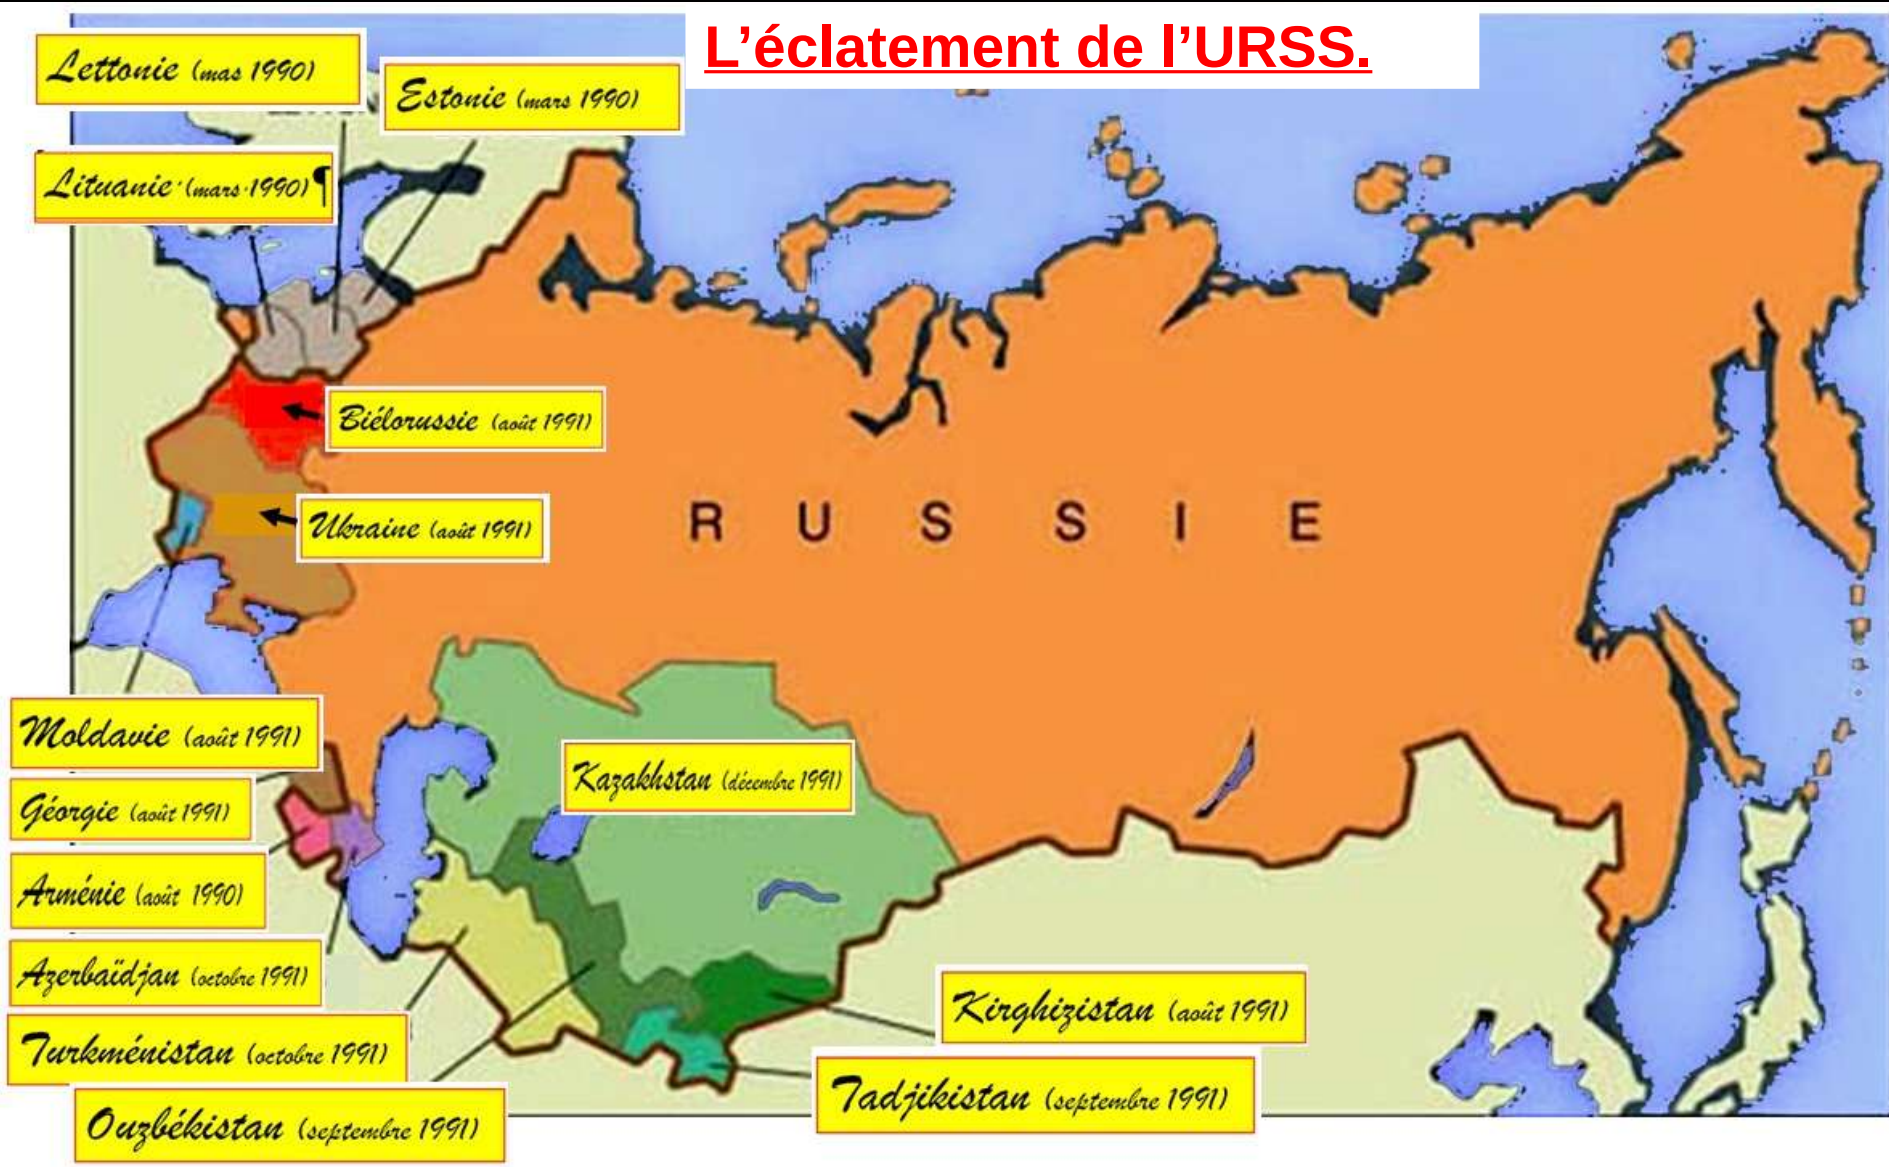 L’éclatement de l’URSS.
Lettonie (mas 1990)
Estonie (mars 1990)
Lituanie·(mars·1990)¶
Biélorussie (août 1991)
Ukraine (août 1991)
R U S S I E
Moldavie (août 1991)
Kazakhstan (décembre 1991)
Géorgie (août 1991)
Arménie (août 1990)
Azerbaïdjan (octobre 1991)
Kirghizistan (août 1991)
Turkménistan (octobre 1991)
Tadjikistan (septembre 1991)
Ouzbékistan (septembre 1991)